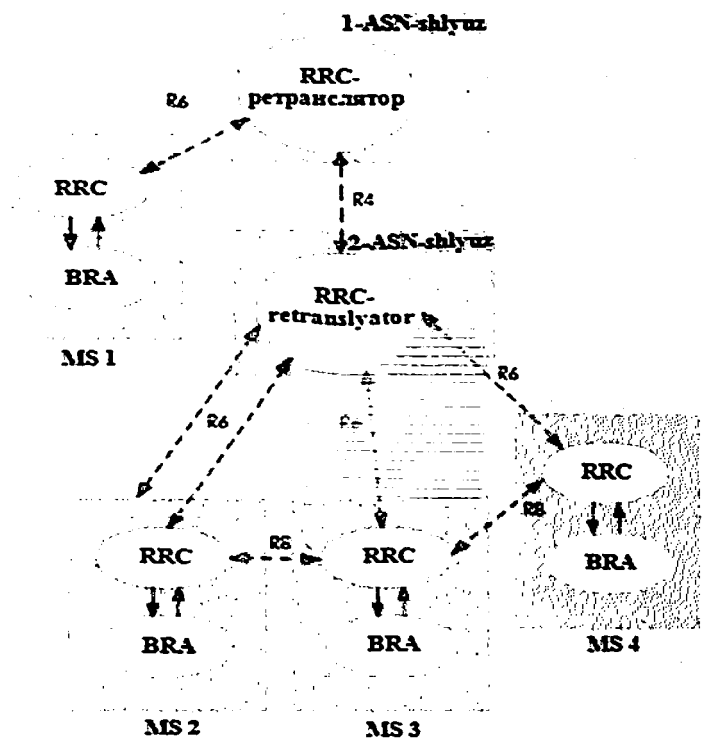 1-ASN-shlyuz
RRC-
ретранслятор
R6
RRC
R4
BRA
2-ASN-shlyuz
RRC-
retranslyator
MS 1
R6
R6
RRC
R8
RRC
R8
RRC
BRA
BRA
BRA
MS 4
MS 2
MS 3